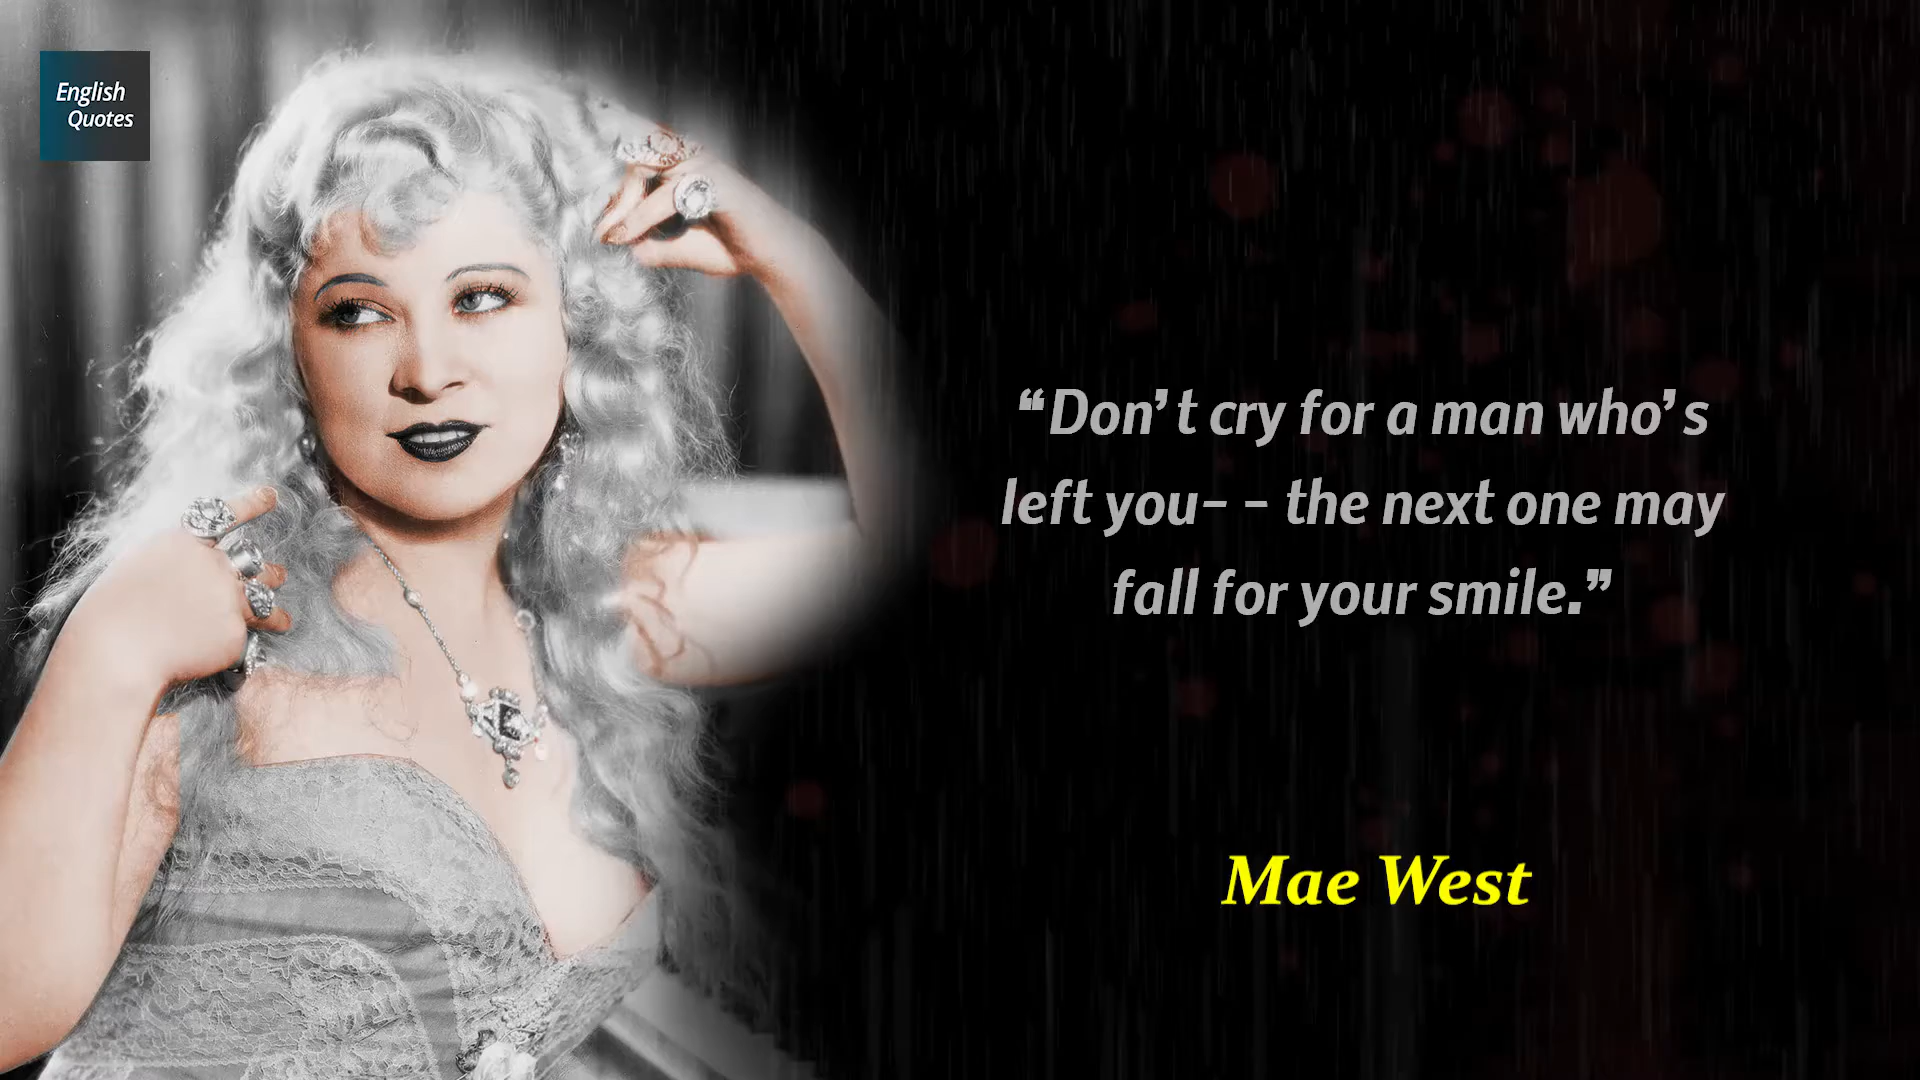 English
Quotes
❝Don’t cry for a man who’s
left you– – the next one may
fall for your smile.❞
Mae West